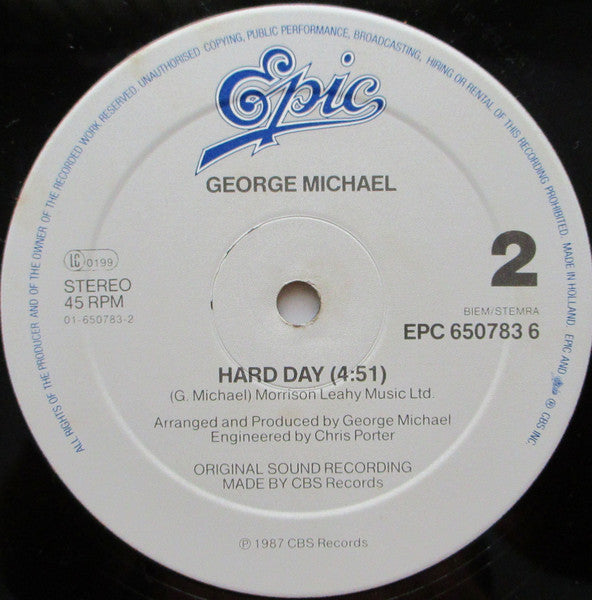 ALL RIGHTS OF THE PRODUCER AND OF THE OWNER OF THE RECORDED WORK RESERVED. UNAUTHORISED COPYING, PUBLIC PERFORMANCE, BROADCASTING, HIRING OR RENTAL OF THIS RECORDING PROHIBITED. MADE IN HOLLAND. EPIC AND Epic ® CBS INC.
Epic
GEORGE MICHAEL
LC 0199
STEREO
45 RPM
01-650783-2
2
BIEM/STEMRA
EPC 650783 6
HARD DAY (4:51)
(G. Michael) Morrison Leahy Music Ltd.
Arranged and Produced by George Michael
Engineered by Chris Porter
ORIGINAL SOUND RECORDING
MADE BY CBS Records
℗ 1987 CBS Records